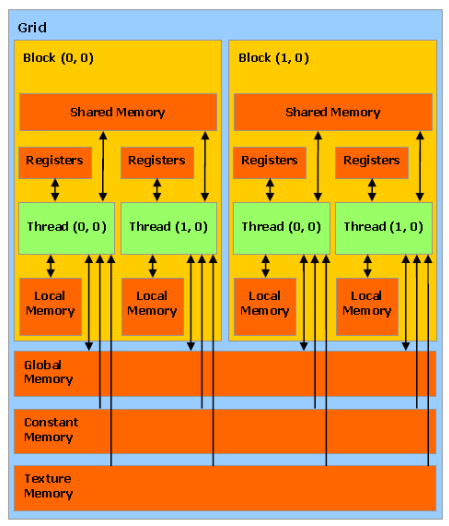 Grid
Block (0, 0)
Block (1, 0)
Shared Memory
Shared Memory
Registers
Registers
Registers
Registers
Thread (0, 0)
Thread (1, 0)
Thread (0, 0)
Thread (1, 0)
Local
Memory
Local
Memory
Local
Memory
Local
Memory
Global
Memory
Constant
Memory
Texture
Memory